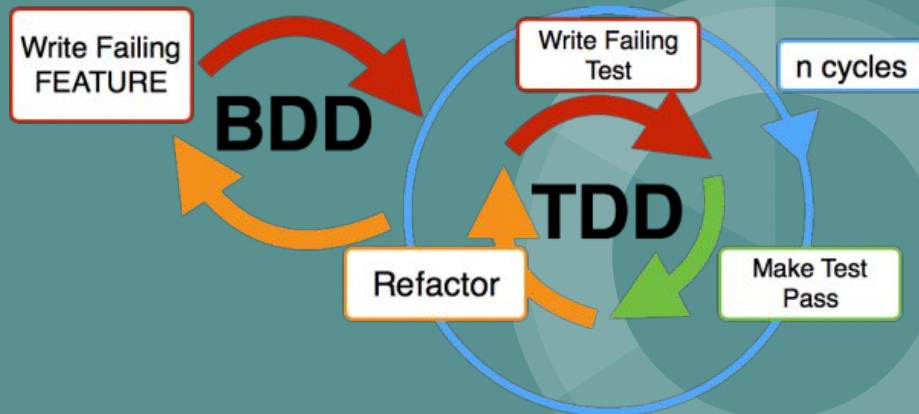 Write Failing
FEATURE
BDD
Write Failing
Test
n cycles
TDD
Refactor
Make Test
Pass